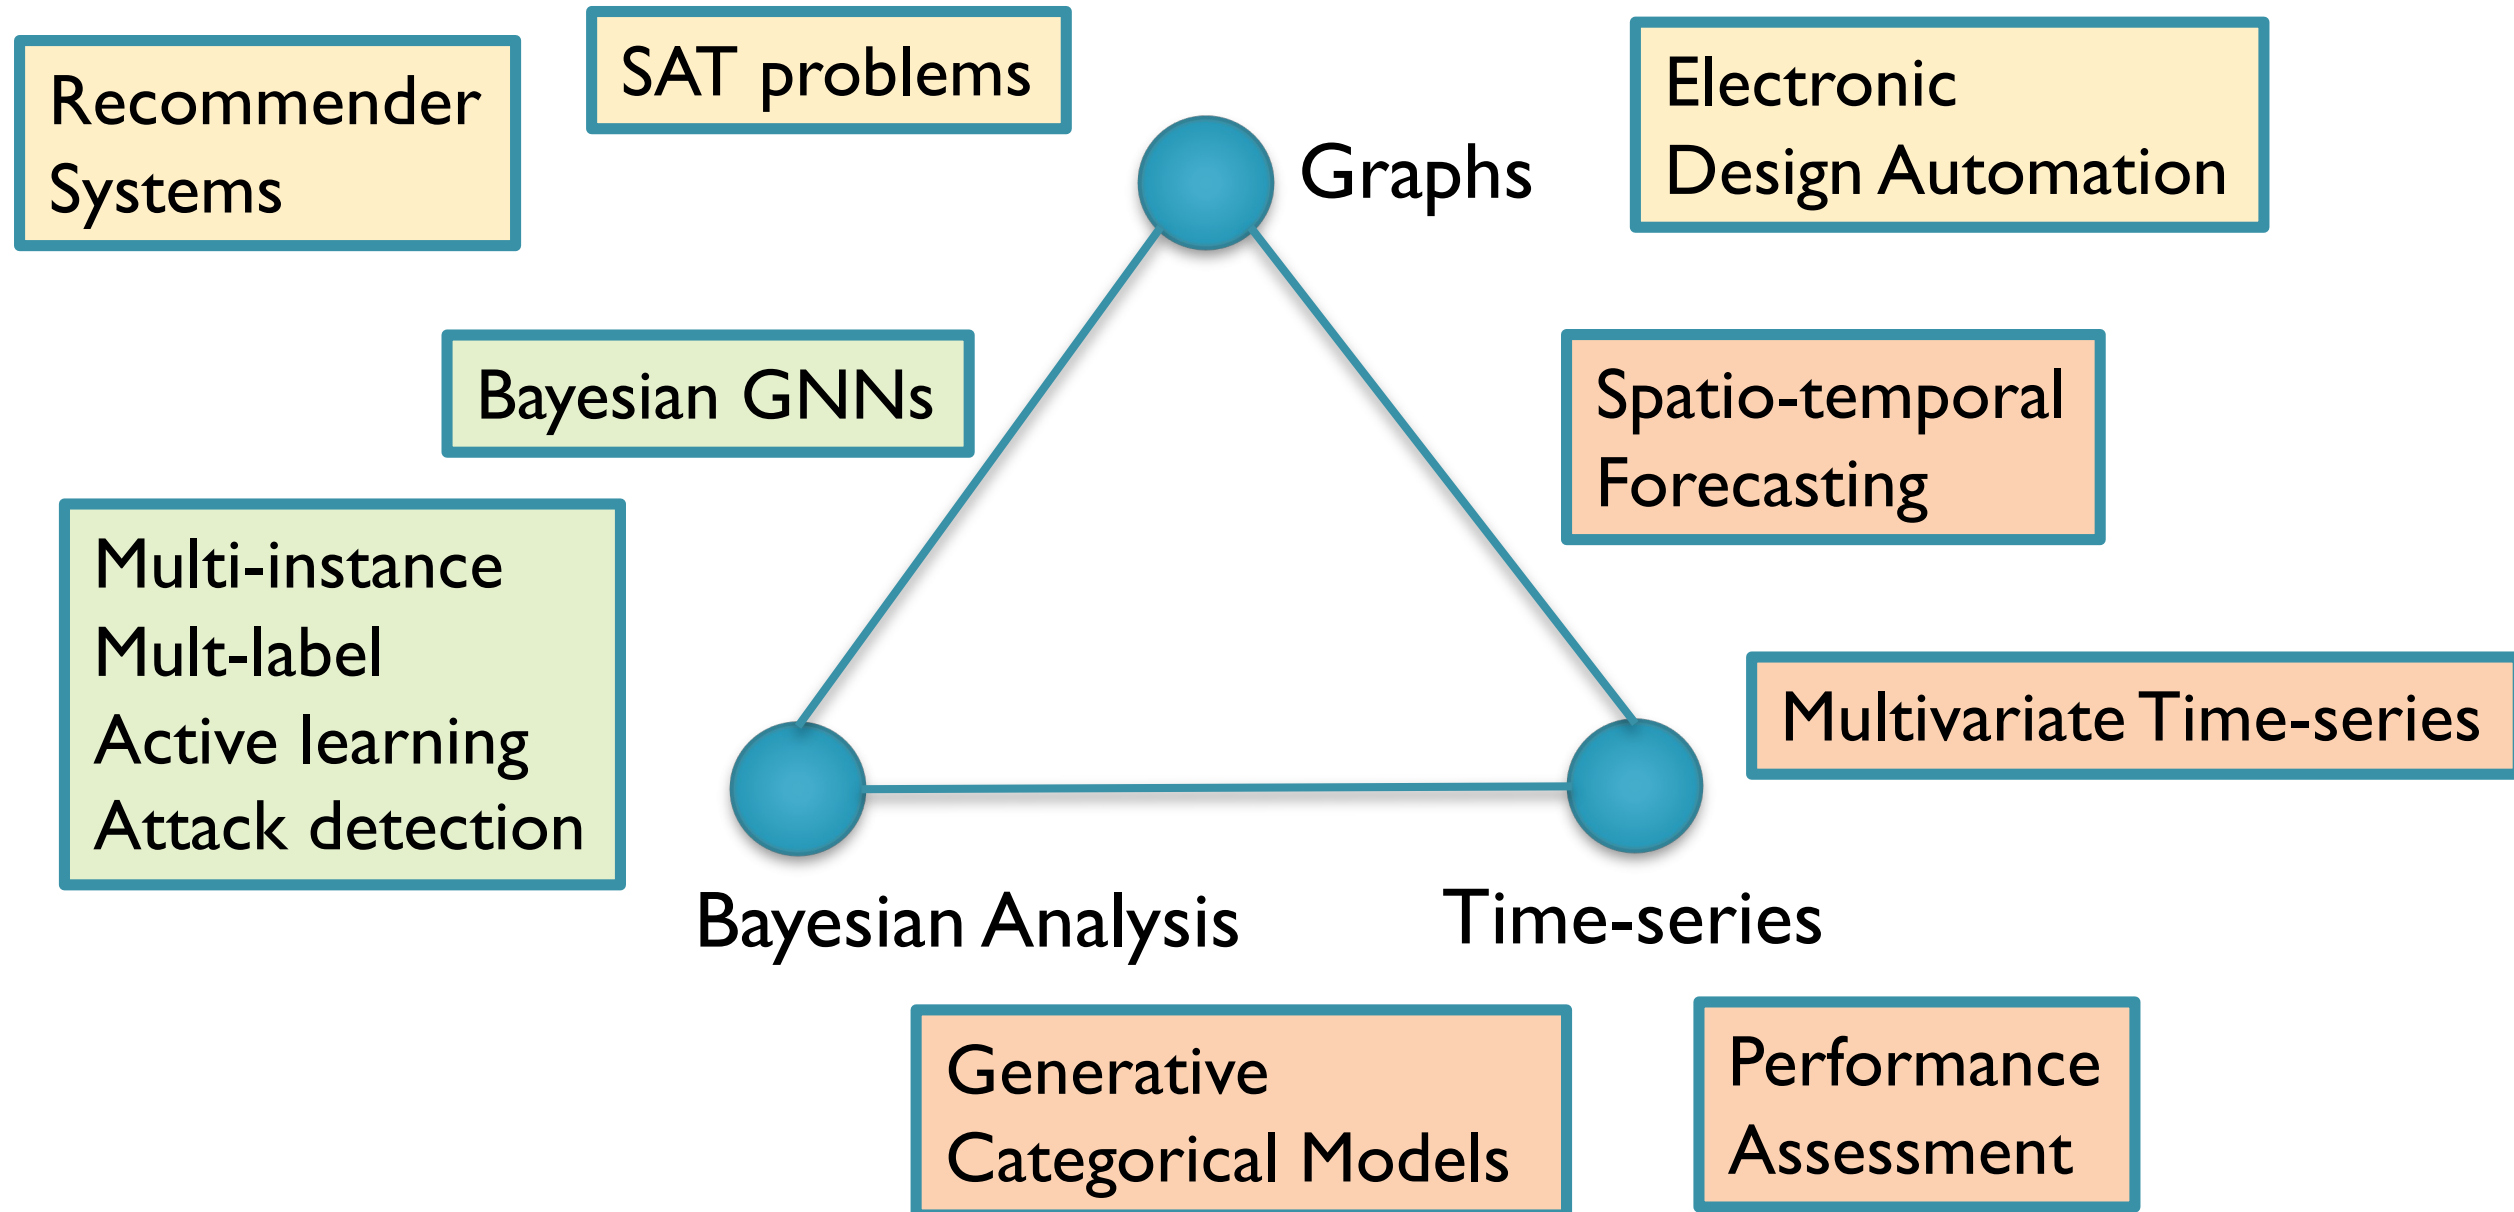 SAT problems
Recommender
Systems
Electronic
Design Automation
Graphs
Bayesian GNNs
Spatio-temporal
Forecasting
Multi-instance
Mult-label
Active learning
Attack detection
Multivariate Time-series
Bayesian Analysis
Time-series
Generative
Categorical Models
Performance
Assessment